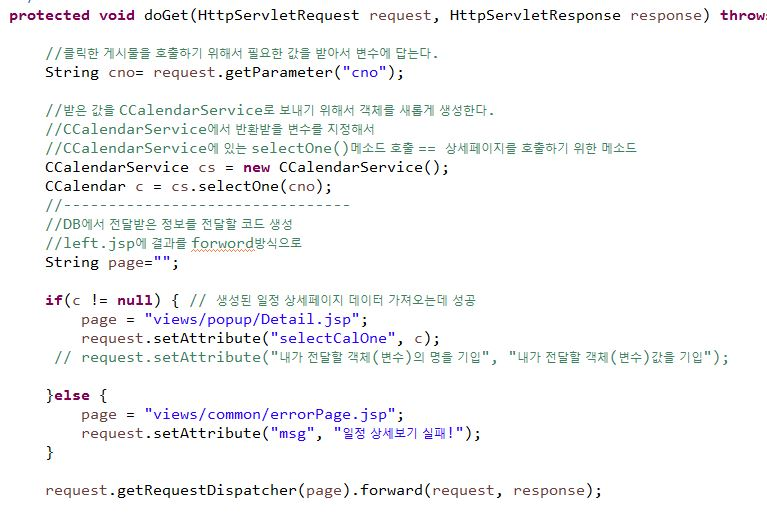 protected void doGet(HttpServletRequest request, HttpServletResponse response) throw
//클릭한 게시물을 호출하기 위해서 필요한 값을 받아서 변수에 답는다.
String cno= request.getParameter("cno");
//받은 값을 CCalendarService로 보내기 위해서 객체를 새롭게 생성한다.
//CCalendarService에서 반환받을 변수를 지정해서
//CCalendarService에 있는 selectOne()메소드 호출 == 상세페이지를 호출하기 위한 메소드
CCalendarService cs = new CCalendarService();
CCalendar c = cs.selectOne(cno);
//--------------------------------
//DB에서 전달받은 정보를 전달할 코드 생성
//left.jsp에 결과를 forword방식으로
String page="";
if(c != null) { // 생성된 일정 상세페이지 데이터 가져오는데 성공
page = "views/popup/Detail.jsp";
request.setAttribute("selectCalOne", c);
// request.setAttribute("내가 전달할 객체(변수)의 명을 기입", "내가 전달할 객체(변수)값을 기입");
}else {
page = "views/common/errorPage.jsp";
request.setAttribute("msg", "일정 상세보기 실패!");
}
request.getRequestDispatcher(page).forward(request, response);